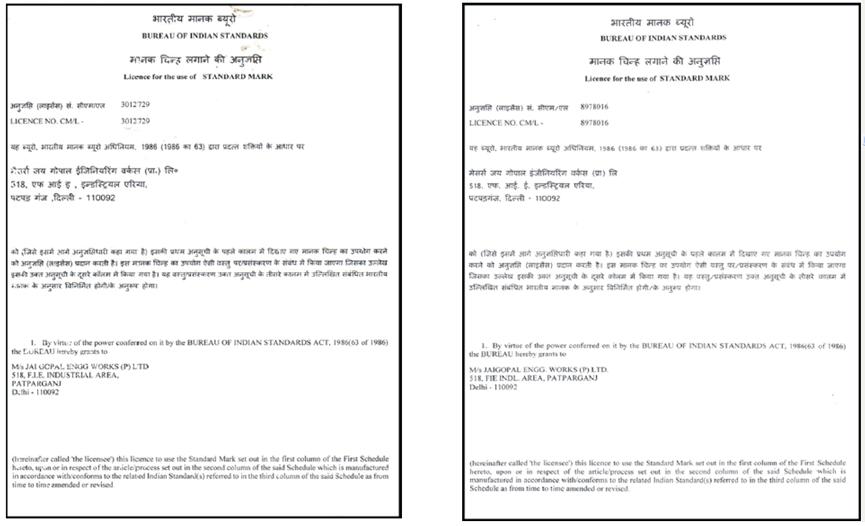 भारतीय मानक ब्यूरो
BUREAU OF INDIAN STANDARDS
मानक चिन्ह लगाने की अनुज्ञप्ति
Licence for the use of STANDARD MARK
अनुज्ञप्ति (लाइसेंस) सं. सीएम/एल 3012729
LICENCE NO. CM/L - 3012729
यह ब्यूरो, भारतीय मानक ब्यूरो अधिनियम, 1986 (1986 का 63) द्वारा प्रदत्त शक्तियों के आधार पर
मैसर्स जय गोपाल ईंजिनियरिंग वर्कस (प्रा.) लि॰
518, एफ आई इ , इन्डस्ट्रियल एरिया,
पटपड़ गंज ,दिल्ली - 110092
को (जिसे इसमें आगे अनुज्ञप्तिधारी कहा गया है) इसकी प्रथम अनुसूची के पहले कालम में दिखाए गए मानक चिन्ह का उपयोग करने
को अनुज्ञप्ति (लाइसेंस) प्रदान करती है। इस मानक चिन्ह का उपयोग ऐसी वस्तु पर/प्रसंस्करण के संबंध में किया जाएगा जिसका उल्लेख
इसकी उक्त अनुसूची के दूसरे कॉलम में किया गया है। यह वस्तु/प्रसंस्करण उक्त अनुसूची के तीसरे कालम में उल्लिखित संबंधित भारतीय
मानक के अनुसार विनिर्मित होगी/के अनुरूप होगा।
1. By virtue of the power conferred on it by the BUREAU OF INDIAN STANDARDS ACT, 1986(63 of 1986)
the BUREAU hereby grants to
M/s JAI GOPAL ENGG WORKS (P) LTD
518, F.I.E. INDUSTRIAL AREA,
PATPARGANJ
Delhi - 110092
(hereinafter called 'the licensee') this licence to use the Standard Mark set out in the first column of the First Schedule
hereto, upon or in respect of the article/process set out in the second column of the said Schedule which is manufactured
in accordance with/conforms to the related Indian Standard(s) referred to in the third column of the said Schedule as from
time to time amended or revised
भारतीय मानक ब्यूरो
BUREAU OF INDIAN STANDARDS
मानक चिन्ह लगाने की अनुज्ञप्ति
Licence for the use of STANDARD MARK
अनुज्ञप्ति (लाइसेंस) सं. सीएम/एल 8978016
LICENCE NO. CM/L - 8978016
यह ब्यूरो, भारतीय मानक ब्यूरो अधिनियम, 1986 (1986 का 63) द्वारा प्रदत्त शक्तियों के आधार पर
मेसर्स जय गोपाल इंजीनियरिंग वर्कस (प्रा) लि
518. एफ. आई. ई. इन्डस्ट्रियल एरिया,
पटपड़गंज, दिल्ली - 110092
को (जिसे इसमें आगे अनुज्ञप्तिधारी कहा गया है) इसकी प्रथम अनुसूची के पहले कालम में दिखाए गए मानक चिन्ह का उपयोग
करने को अनुज्ञप्ति (लाइसेंस) प्रदान करती है। इस मानक चिन्ह का उपयोग ऐसी वस्तु पर/प्रसंस्करण के संबंध में किया जाएगा
जिसका उल्लेख इसकी उक्त अनुसूची के दूसरे कालम में किया गया है। यह वस्तु/प्रसंस्करण उक्त अनुसूची के तीसरे कालम में
उल्लिखित संबंधित भारतीय मानक के अनुसार विनिर्मित होगी/के अनुरूप होगा।
1. By virtue of the power conferred on it by the BUREAU OF INDIAN STANDARDS ACT, 1986(63 of 1986)
the BUREAU hereby grants to
M/s JAIGOPAL ENGG. WORKS (P) LTD.
518, FIE INDL. AREA, PATPARGANJ
Delhi - 110092
(hereinafter called 'the licensee') this licence to use the Standard Mark set out in the first column of the First Schedule
hereto, upon or in respect of the article/process set out in the second column of the said Schedule which is
manufactured in accordance with/conforms to the related Indian Standard(s) referred to in the third column of the said
Schedule as from time to time amended or revised.